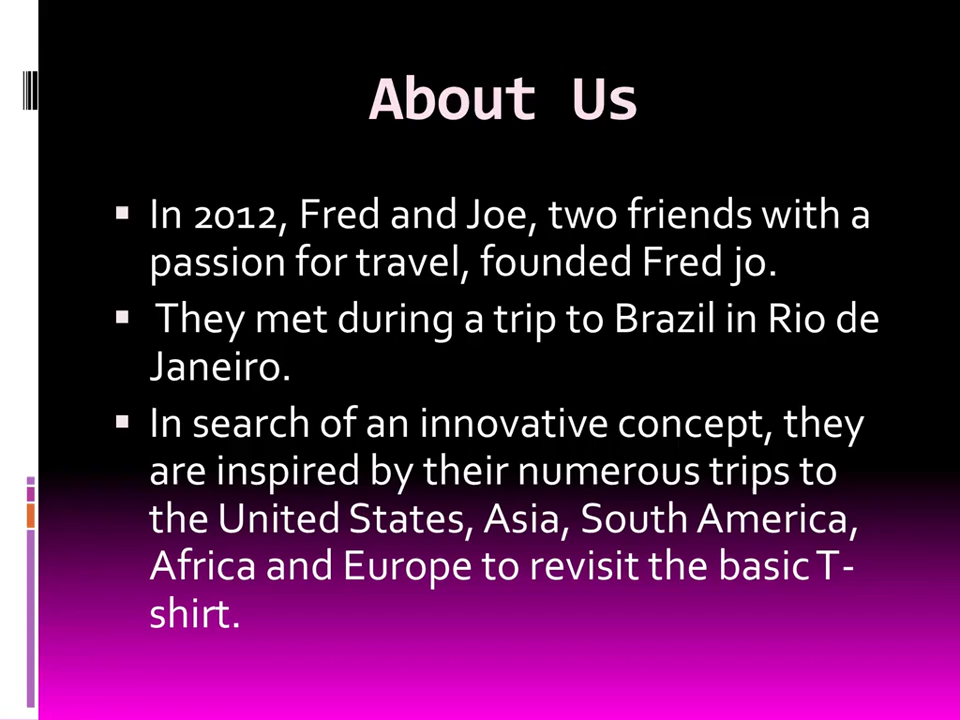 About Us
▪ In 2012, Fred and Joe, two friends with a
passion for travel, founded Fred jo.
▪ They met during a trip to Brazil in Rio de
Janeiro.
▪ In search of an innovative concept, they
are inspired by their numerous trips to
the United States, Asia, South America,
Africa and Europe to revisit the basic T-
shirt.